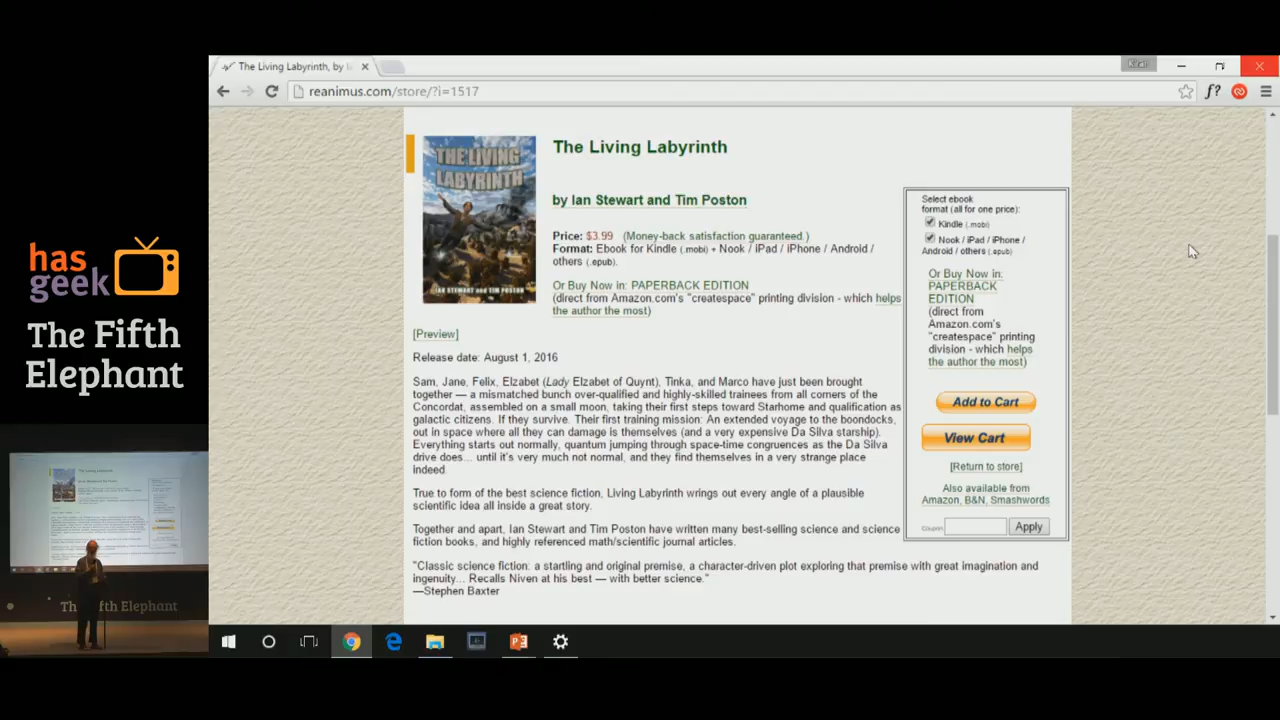 The Living Labyrinth, by I
Kiran
reanimus.com/store/?i=1517
f?
THE LIVING
LABYRINTH
IAN STEWART AND TIM POSTON
The Living Labyrinth
by Ian Stewart and Tim Poston
Price: $3.99 (Money-back satisfaction guaranteed.)
Format: Ebook for Kindle (.mobi) + Nook / iPad / iPhone / Android /
others (.epub).
Or Buy Now in: PAPERBACK EDITION
(direct from Amazon.com's "createspace" printing division - which helps
the author the most)
[Preview]
Release date: August 1, 2016
Sam, Jane, Felix, Elzabet (Lady Elzabet of Quynt), Tinka, and Marco have just been brought
together — a mismatched bunch over-qualified and highly-skilled trainees from all corners of the
Concordat, assembled on a small moon, taking their first steps toward Starhome and qualification as
galactic citizens. If they survive. Their first training mission: An extended voyage to the boondocks,
out in space where all they can damage is themselves (and a very expensive Da Silva starship).
Everything starts out normally, quantum jumping through space-time congruences as the Da Silva
drive does... until it's very much not normal, and they find themselves in a very strange place
indeed.
True to form of the best science fiction, Living Labyrinth wrings out every angle of a plausible
scientific idea all inside a great story.
Together and apart, Ian Stewart and Tim Poston have written many best-selling science and science
fiction books, and highly referenced math/scientific journal articles.
"Classic science fiction: a startling and original premise, a character-driven plot exploring that premise with great imagination and
ingenuity... Recalls Niven at his best — with better science."
—Stephen Baxter
Select ebook
format (all for one price):
Kindle (.mobi)
Nook / iPad / iPhone /
Android / others (.epub)
Or Buy Now in:
PAPERBACK
EDITION
(direct from
Amazon.com's
"createspace" printing
division - which helps
the author the most)
Add to Cart
View Cart
[Return to store]
Also available from
Amazon, B&N, Smashwords
Coupon:
Apply
has
geek
The Fifth
Elephant
The Fifth Elephant